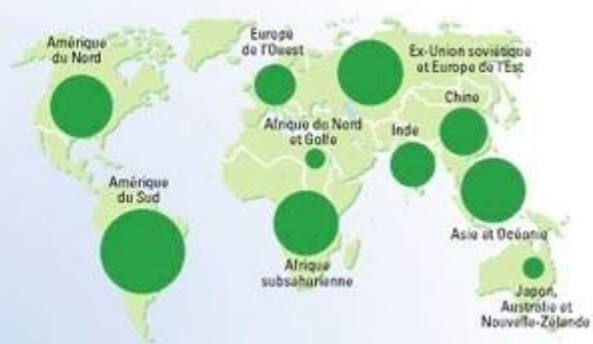 Amérique
du Nord
Europe
de l'Ouest
Ex-Union soviétique
et Europe de l'Est
Chine
Afrique du Nord
et Golfe
Inde
Amérique
du Sud
Asie et Océanie
Afrique
subsaharienne
Japon,
Australie et
Nouvelle-Zélande